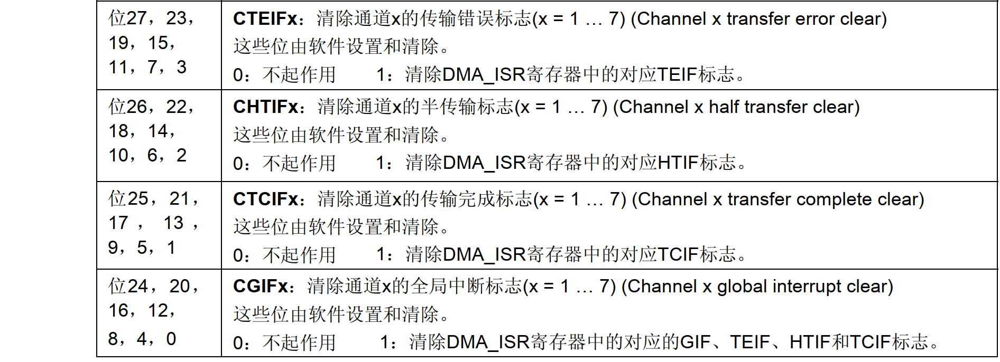 位27，23，
19，15，
11，7，3
CTEIFx：清除通道x的传输错误标志(x = 1 … 7) (Channel x transfer error clear)
这些位由软件设置和清除。
0：不起作用 1：清除DMA_ISR寄存器中的对应TEIF标志。
位26，22，
18，14，
10，6，2
CHTIFx：清除通道x的半传输标志(x = 1 … 7) (Channel x half transfer clear)
这些位由软件设置和清除。
0：不起作用 1：清除DMA_ISR寄存器中的对应HTIF标志。
位25，21，
17 ， 13 ，
9，5，1
CTCIFx：清除通道x的传输完成标志(x = 1 … 7) (Channel x transfer complete clear)
这些位由软件设置和清除。
0：不起作用 1：清除DMA_ISR寄存器中的对应TCIF标志。
位24，20，
16，12，
8，4，0
CGIFx：清除通道x的全局中断标志(x = 1 … 7) (Channel x global interrupt clear)
这些位由软件设置和清除。
0：不起作用 1：清除DMA_ISR寄存器中的对应的GIF、TEIF、HTIF和TCIF标志。